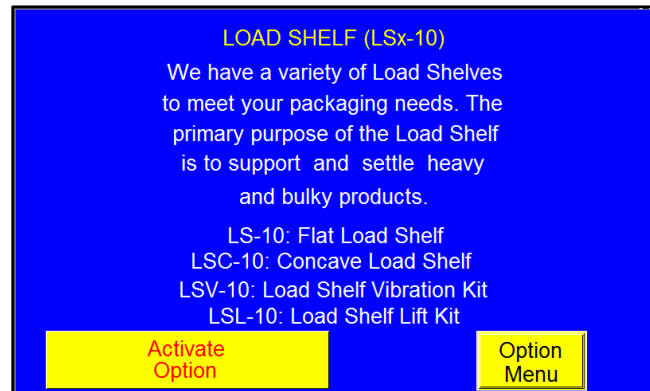 LOAD SHELF (LSx-10)
We have a variety of Load Shelves
to meet your packaging needs. The
primary purpose of the Load Shelf
is to support and settle heavy
and bulky products.
LS-10: Flat Load Shelf
LSC-10: Concave Load Shelf
LSV-10: Load Shelf Vibration Kit
LSL-10: Load Shelf Lift Kit
Activate
Option
Option
Menu